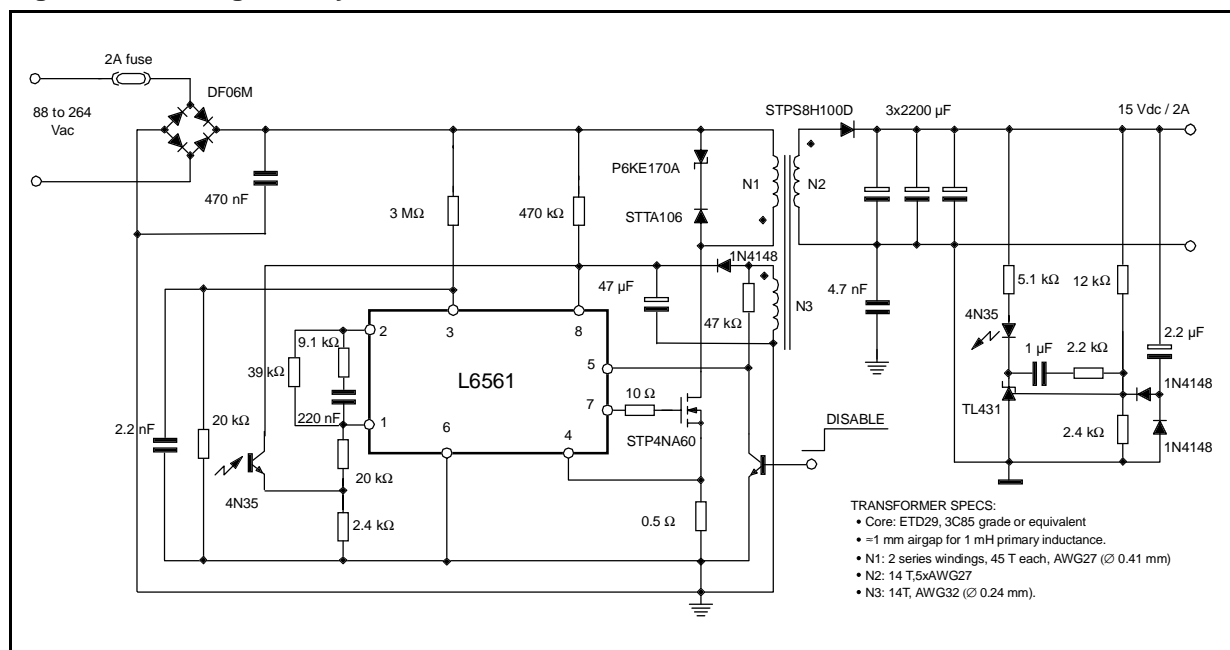 2A fuse
DF06M
88 to 264
Vac
470 nF
3 MΩ
470 kΩ
P6KE170A
STTA106
N1
N2
STPS8H100D
3x2200 µF
15 Vdc / 2A
1N4148
47 µF
47 kΩ
N3
4.7 nF
5.1 kΩ
12 kΩ
4N35
2.2 µF
1 µF
2.2 kΩ
1N4148
TL431
2.4 kΩ
1N4148
2
3
8
9.1 kΩ
39 kΩ
L6561
5
7
10 Ω
220 nF
1
6
4
STP4NA60
DISABLE
2.2 nF
20 kΩ
20 kΩ
4N35
2.4 kΩ
0.5 Ω
TRANSFORMER SPECS:
• Core: ETD29, 3C85 grade or equivalent
• ≈1 mm airgap for 1 mH primary inductance.
• N1: 2 series windings, 45 T each, AWG27 (Ø 0.41 mm)
• N2: 14 T,5xAWG27
• N3: 14T, AWG32 (Ø 0.24 mm).